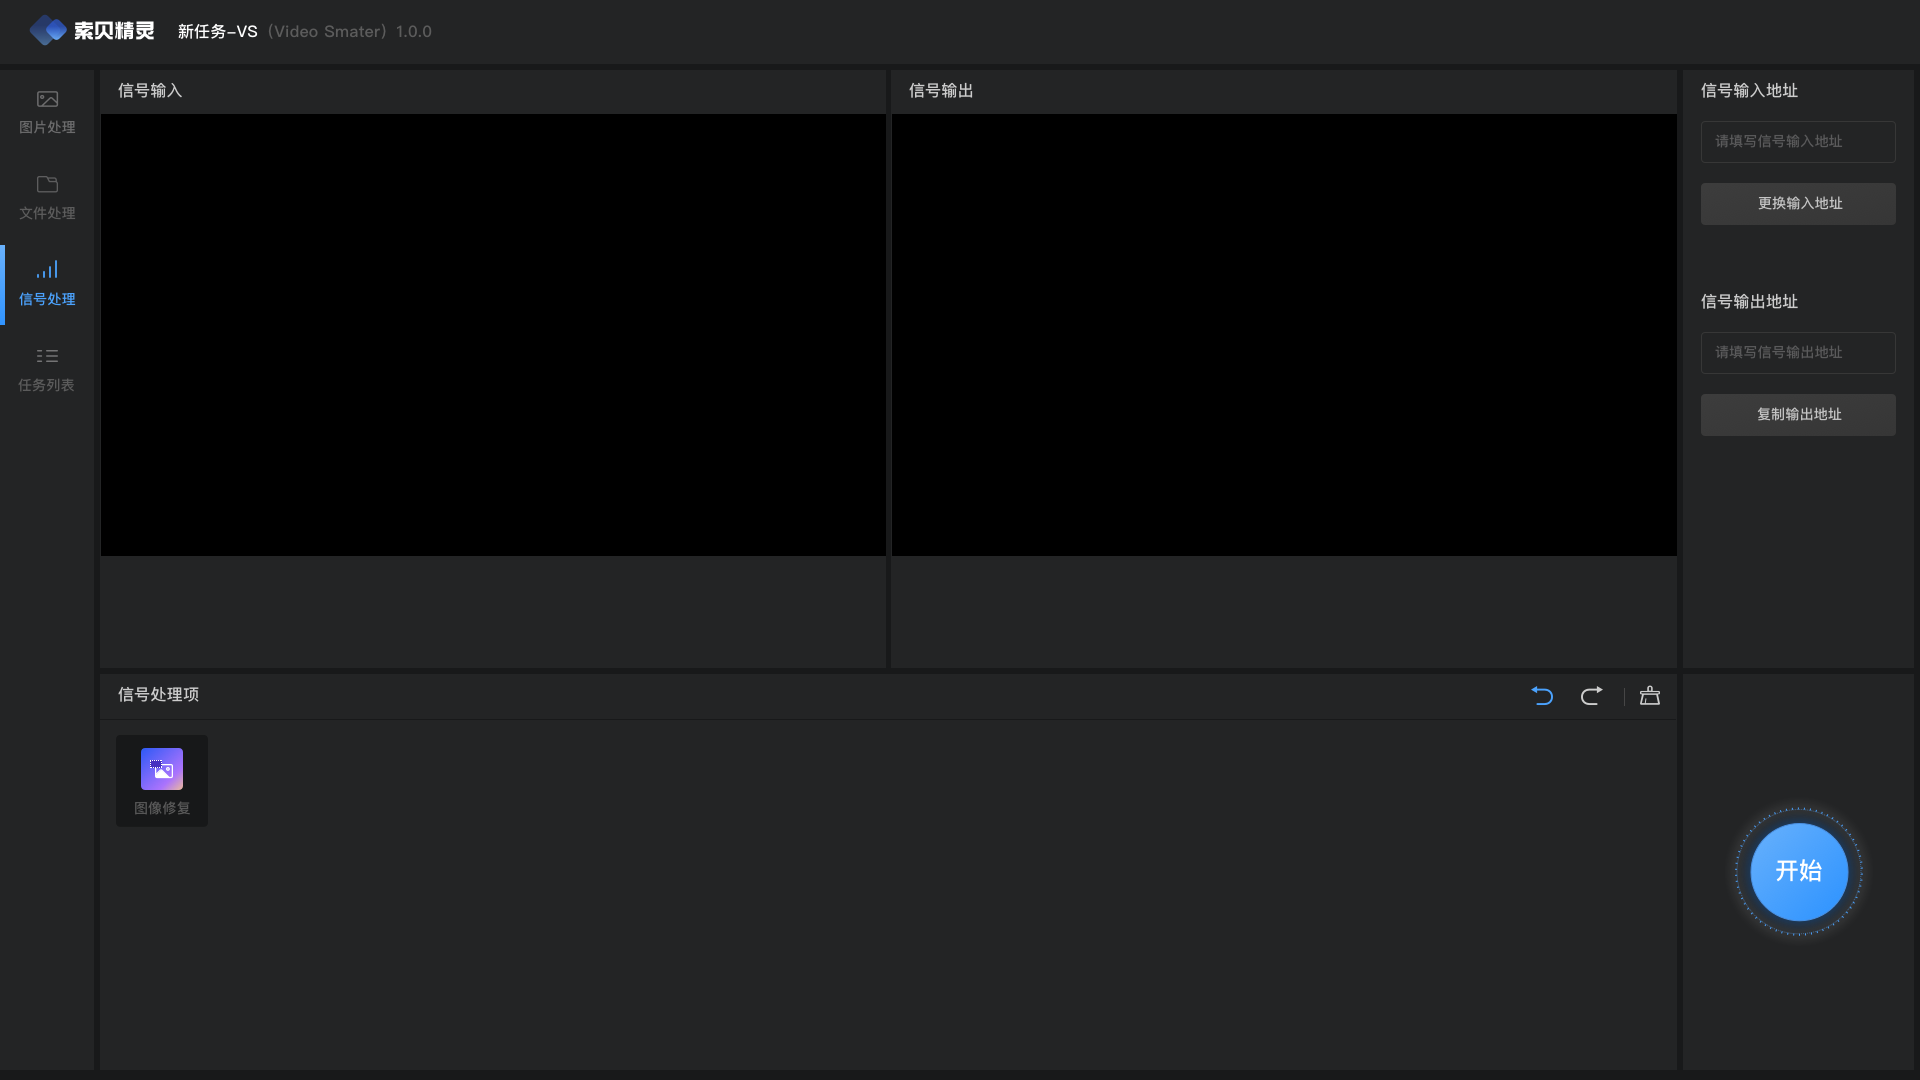 索贝精灵 新任务-VS（Video Smater）1.0.0
图片处理
文件处理
信号处理
任务列表
信号输入
信号输出
信号输入地址
请填写信号输入地址
更换输入地址
信号输出地址
请填写信号输出地址
复制输出地址
信号处理项
图像修复
开始